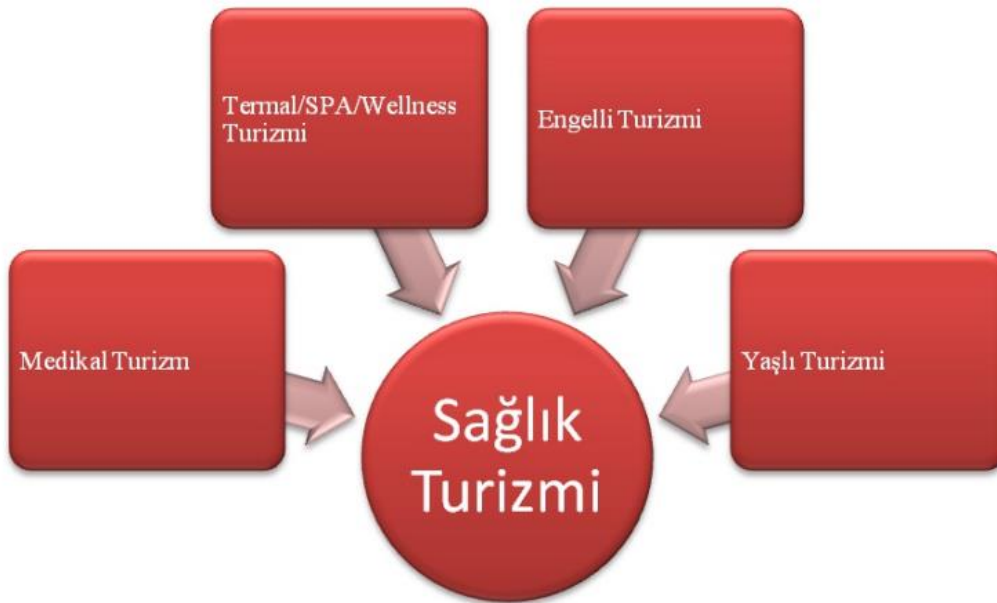 Termal/SPA/Wellness
Turizmi
Engelli Turizmi
Medikal Turizm
Yaşlı Turizmi
Sağlık
Turizmi